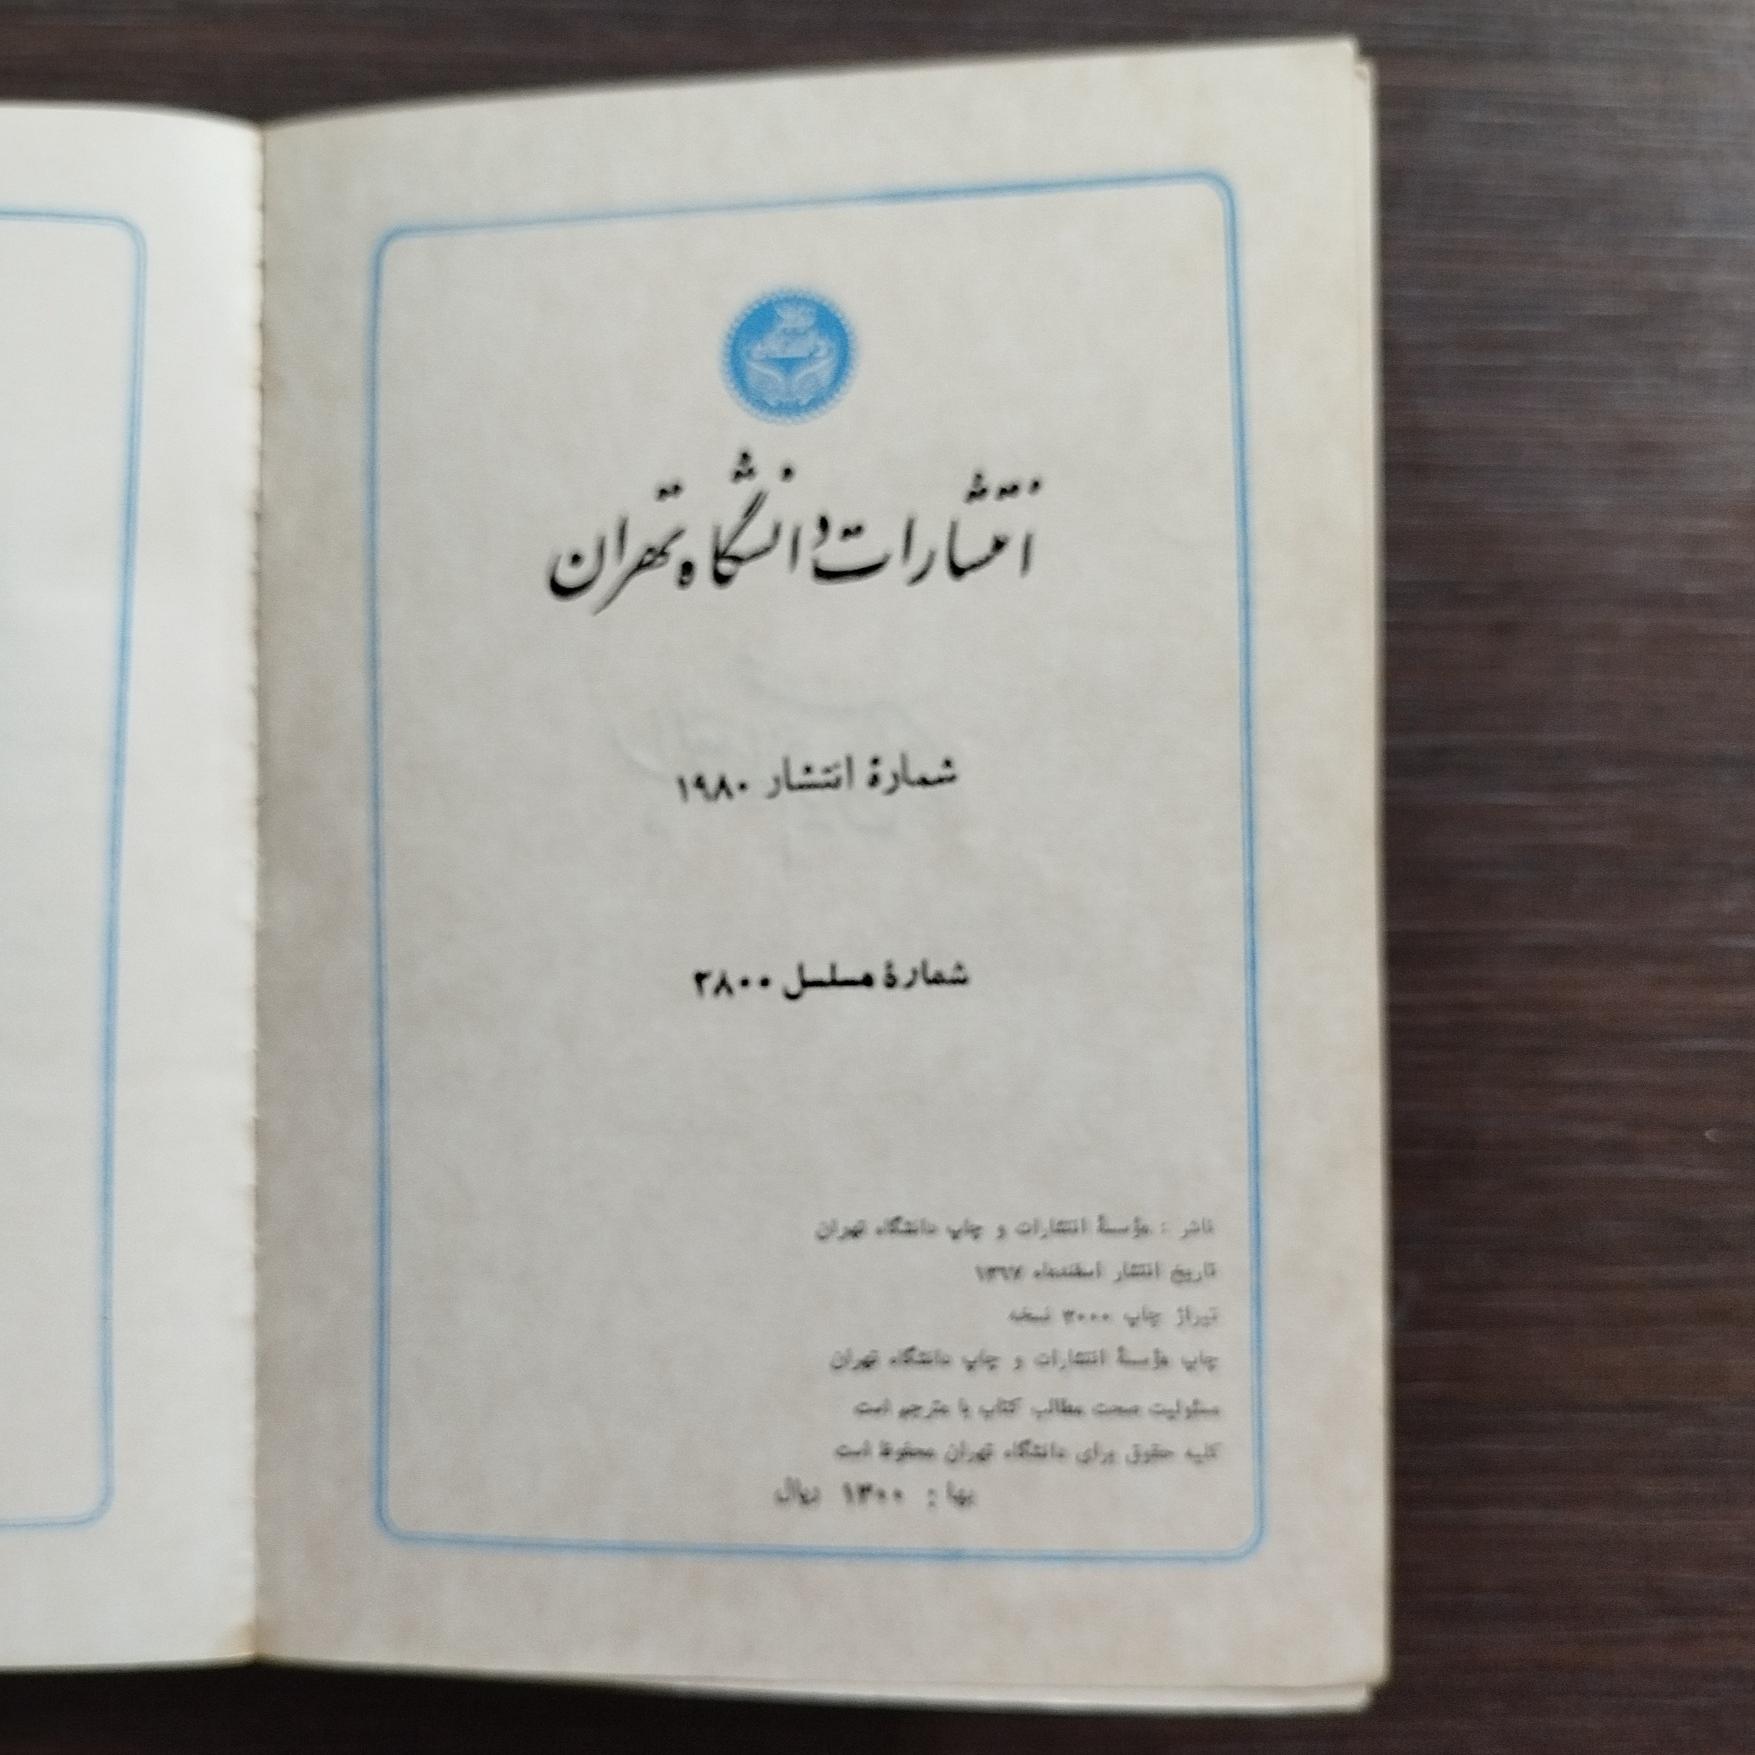 انتشارات دانشگاه تهران
شمارهٔ انتشار ۱۹۸۰
شمارهٔ مسلسل ۲۸۰۰
ناشر : مؤسسهٔ انتشارات و چاپ دانشگاه تهران
تاریخ انتشار اسفندماه ۱۳۶۷
تیراژ چاپ ۳۰۰۰ نسخه
چاپ مؤسسهٔ انتشارات و چاپ دانشگاه تهران
مسئولیت صحت مطالب کتاب با مترجم است
کلیه حقوق برای دانشگاه تهران محفوظ است
بها : ۱۳۰۰ ریال